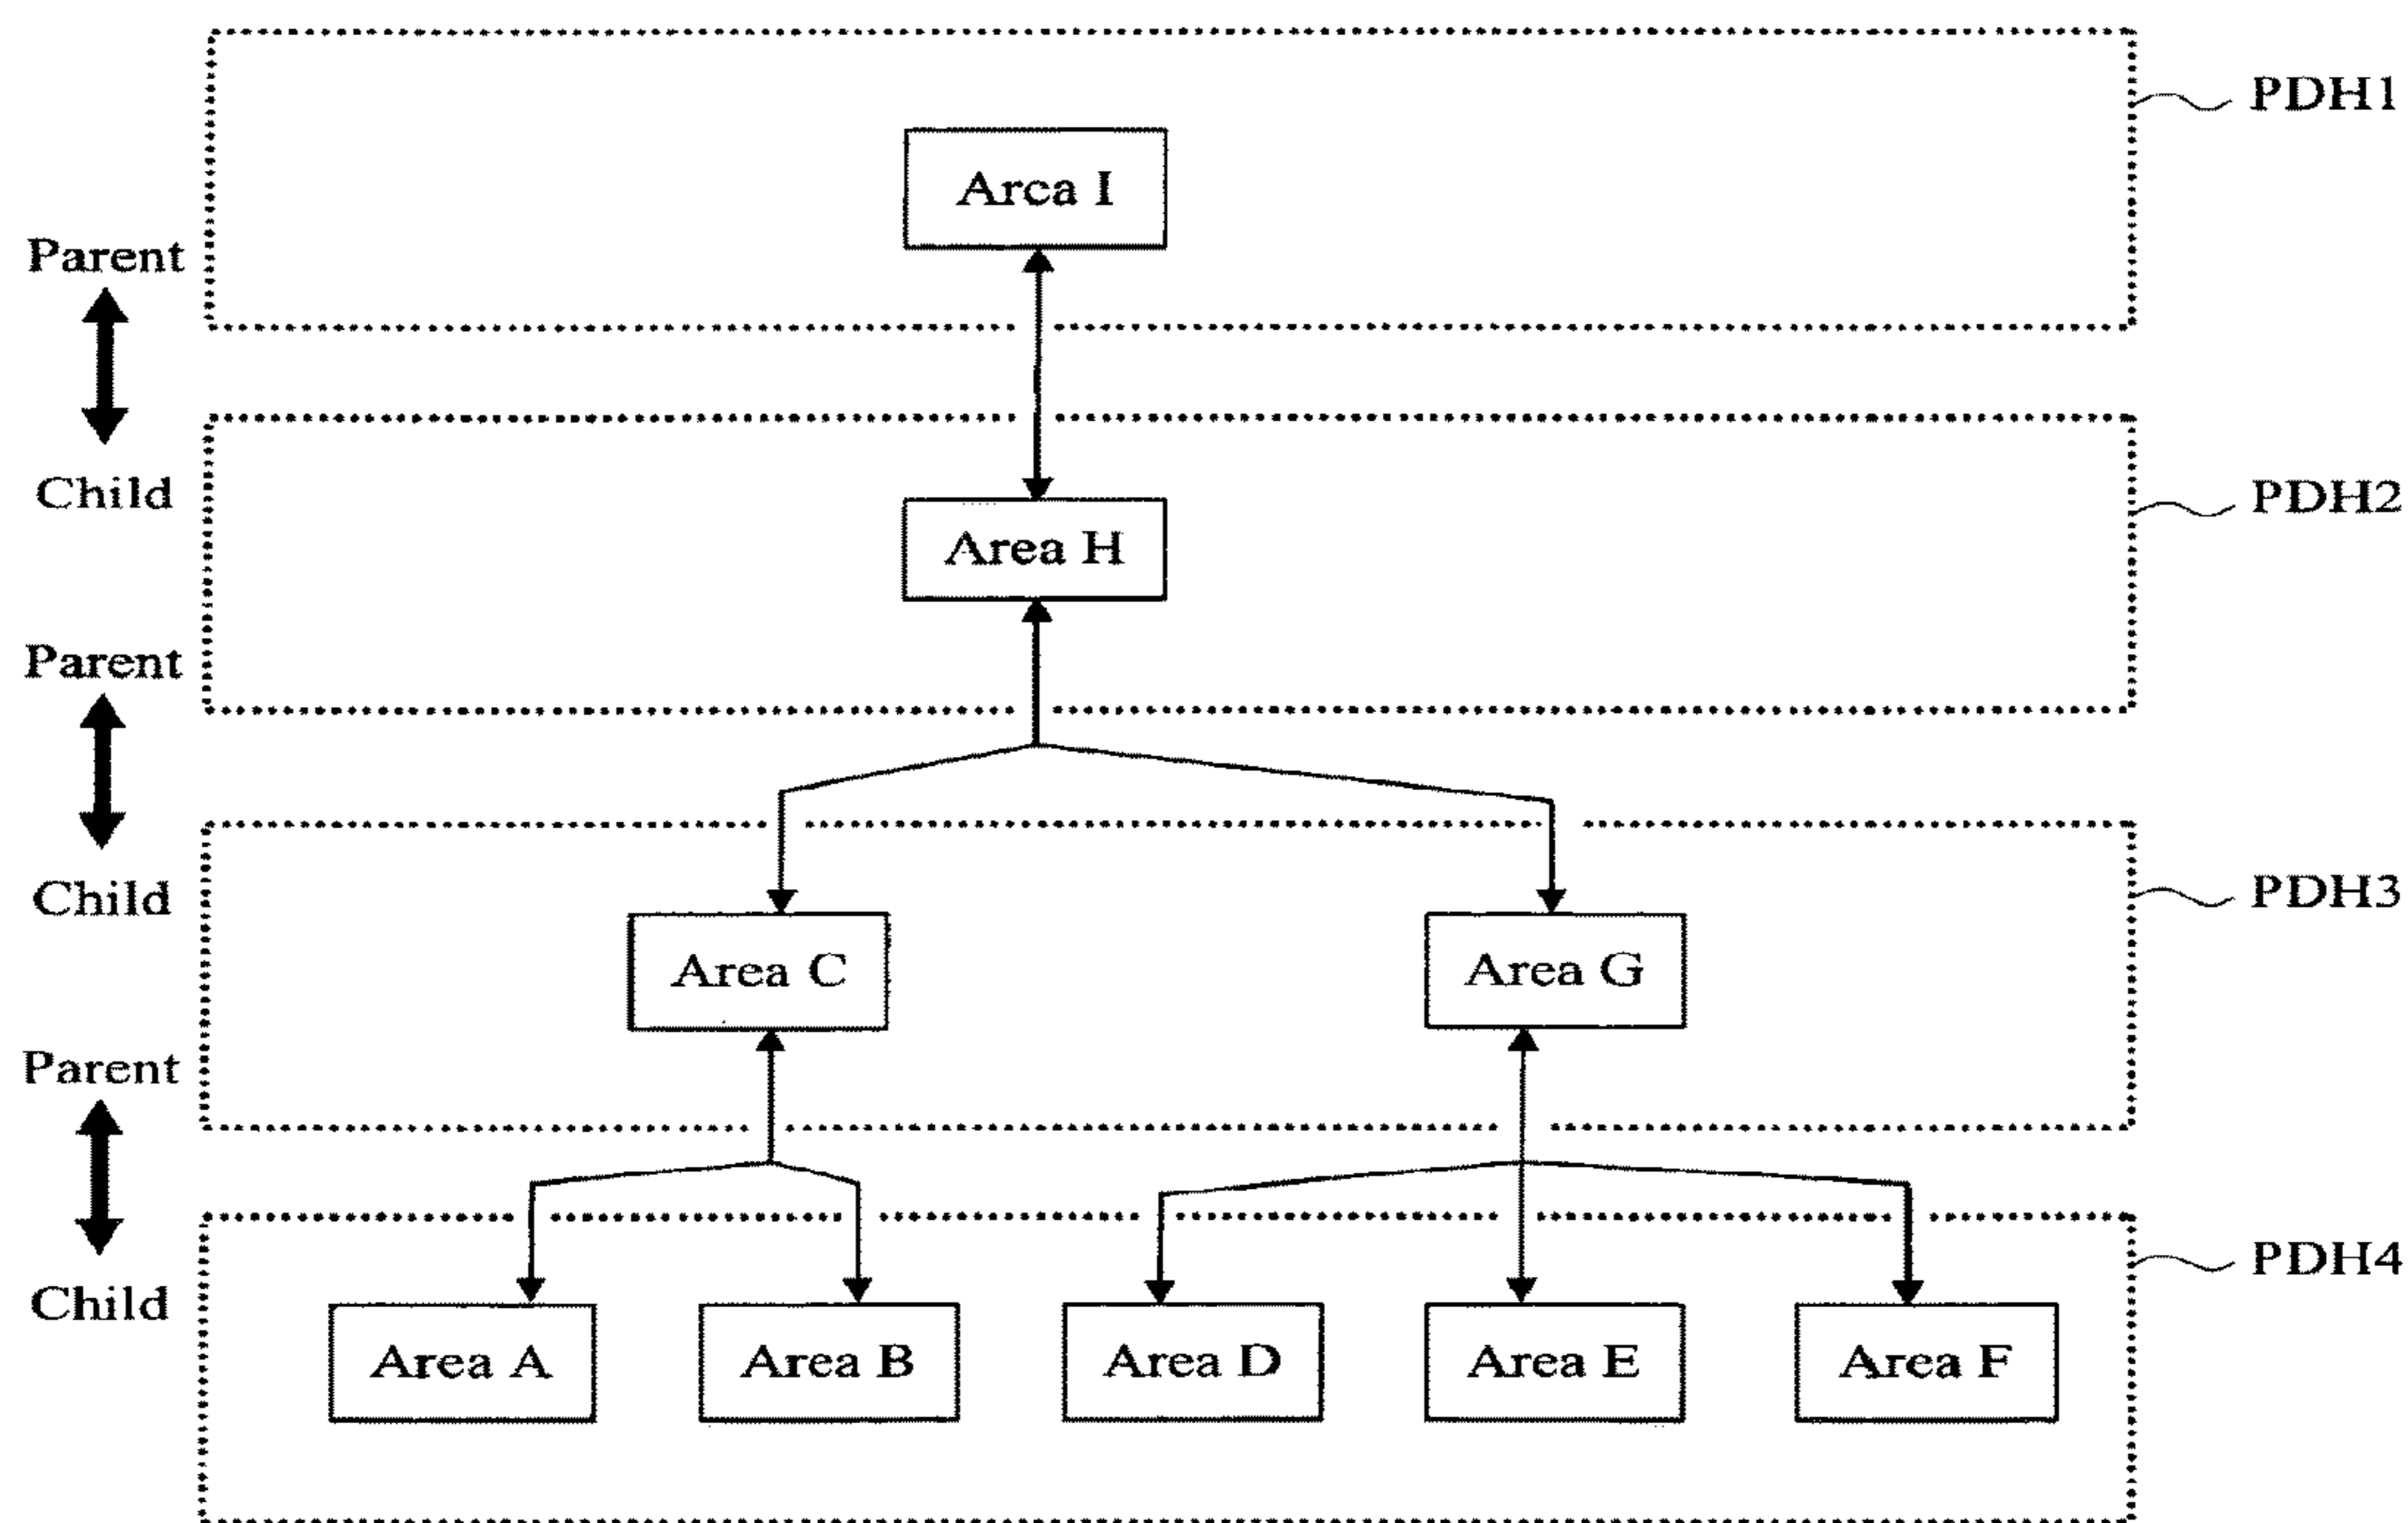 PDH1
Area I
Parent
Child
PDH2
Area H
Parent
Child
PDH3
Area C
Area G
Parent
Child
PDH4
Area A
Area B
Area D
Area E
Area F